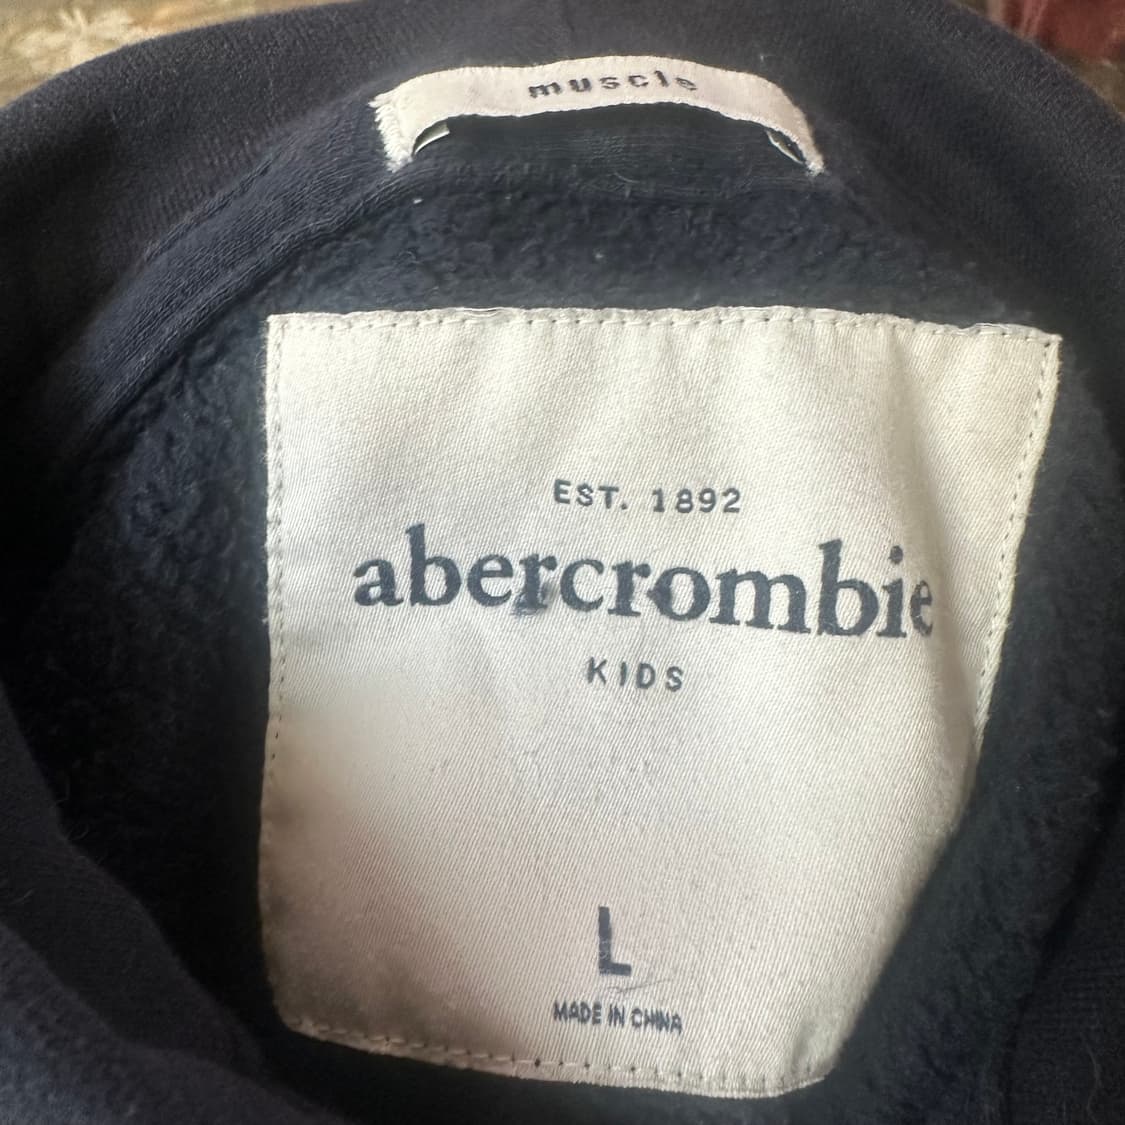 muscle
EST. 1892
abercrombie
KIDS
L
MADE IN CHINA